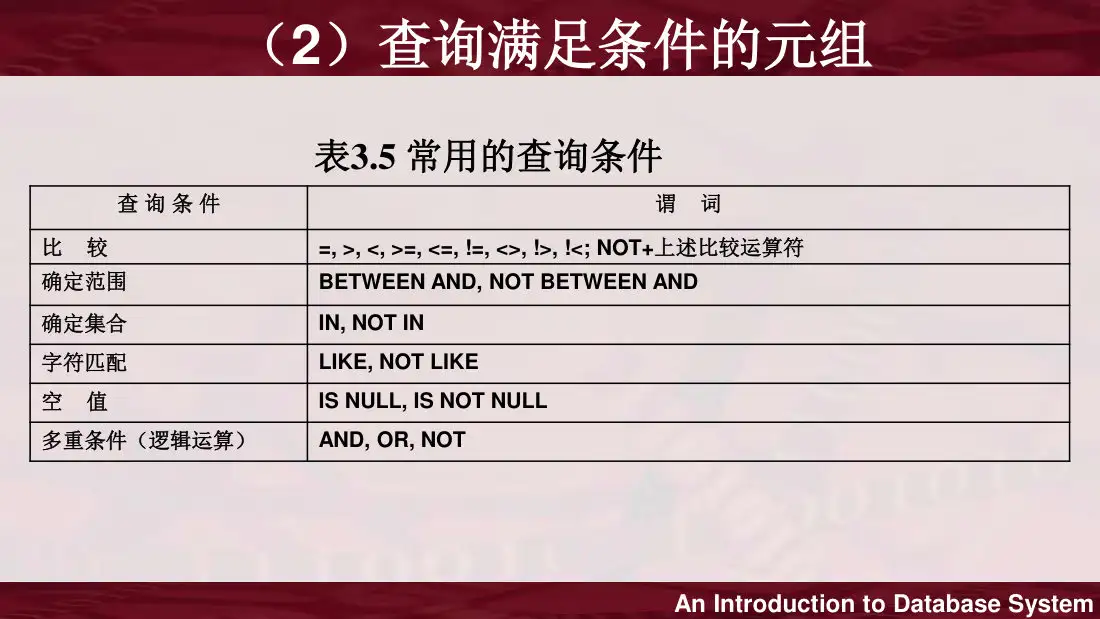 （2）查询满足条件的元组
表3.5 常用的查询条件
查 询 条 件 谓 词
比 较 =, >, <, >=, <=, !=, <>, !>, !<; NOT+上述比较运算符
确定范围 BETWEEN AND, NOT BETWEEN AND
确定集合 IN, NOT IN
字符匹配 LIKE, NOT LIKE
空 值 IS NULL, IS NOT NULL
多重条件（逻辑运算） AND, OR, NOT
An Introduction to Database System